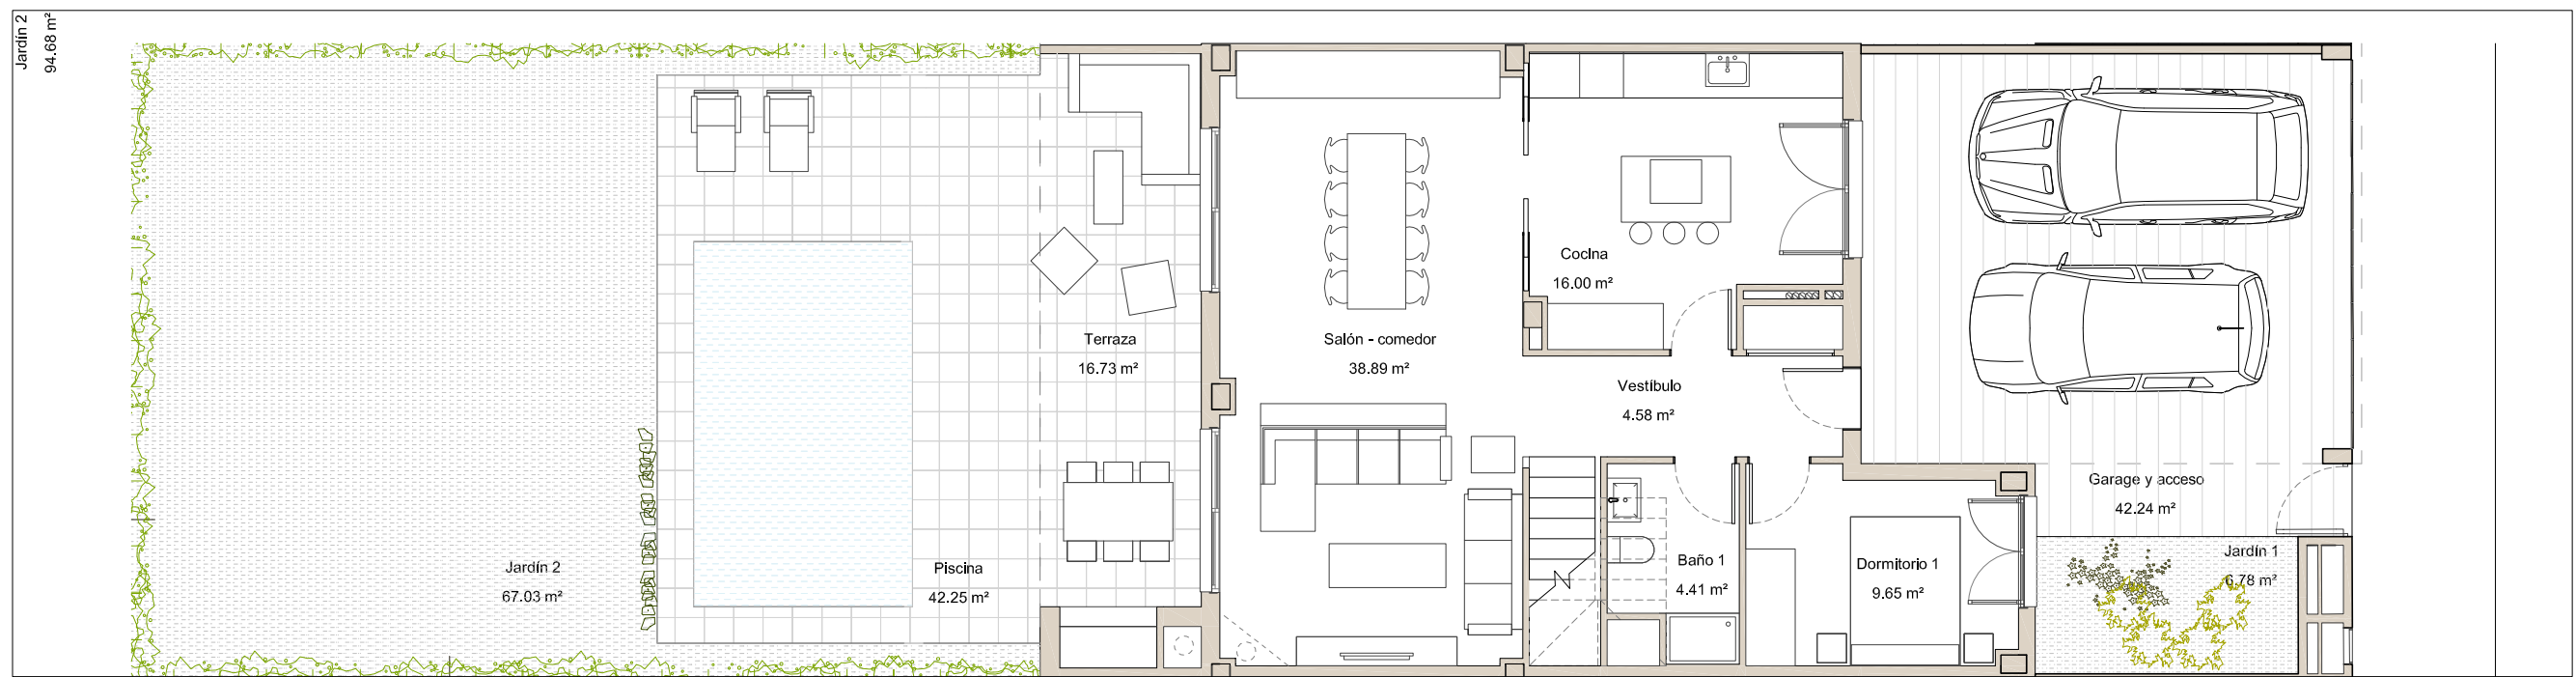 Jardín 2
94.68 m²
Jardín 2
67.03 m²
Piscina
42.25 m²
Terraza
16.73 m²
Salón - comedor
38.89 m²
Cocina
16.00 m²
Vestíbulo
4.58 m²
Baño 1
4.41 m²
Dormitorio 1
9.65 m²
Garage y acceso
42.24 m²
Jardín 1
6.78 m²